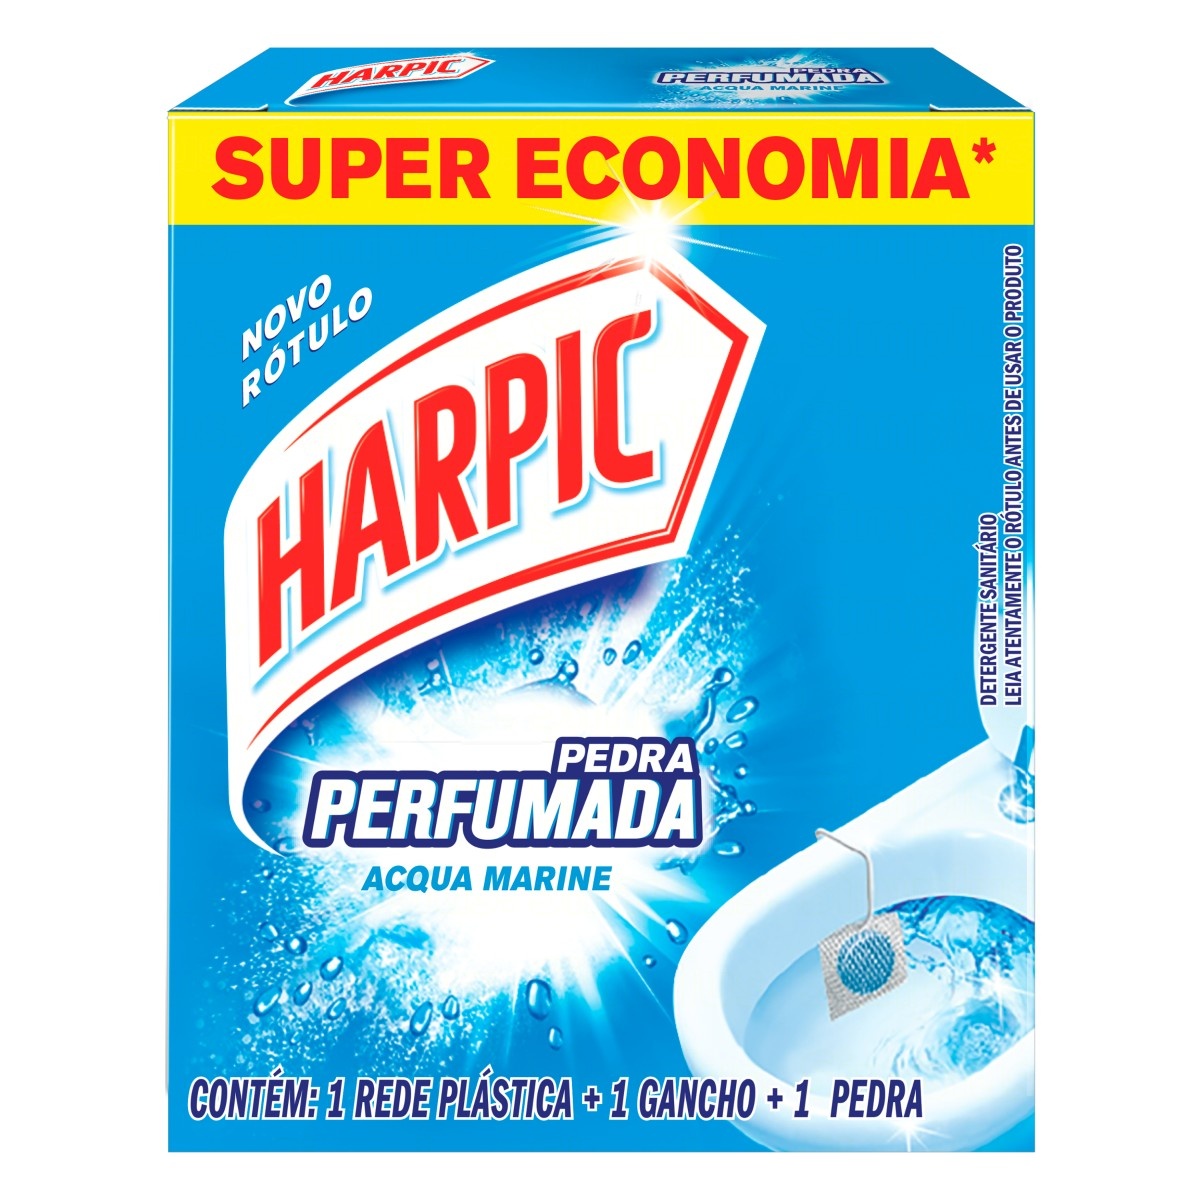 HARPIC
PEDRA
PERFUMADA
ACQUA MARINE
SUPER ECONOMIA*
NOVO
RÓTULO
HARPIC
PEDRA
PERFUMADA
ACQUA MARINE
DETERGENTE SANITÁRIO
LEIA ATENTAMENTE O RÓTULO ANTES DE USAR O PRODUTO
CONTÉM: 1 REDE PLÁSTICA + 1 GANCHO + 1 PEDRA